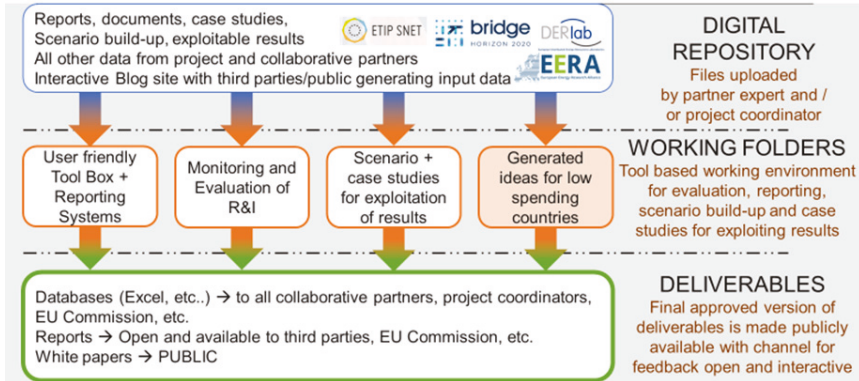 Reports, documents, case studies,
Scenario build-up, exploitable results
All other data from project and collaborative partners
Interactive Blog site with third parties/public generating input data
ETIP SNET
bridge
HORIZON 2020
DERlab
EERA
European Energy Research Alliance
DIGITAL
REPOSITORY
Files uploaded
by partner expert and /
or project coordinator
User friendly
Tool Box +
Reporting
Systems
Monitoring and
Evaluation of
R&I
Scenario +
case studies
for exploitation
of results
Generated
ideas for low
spending
countries
WORKING FOLDERS
Tool based working environment
for evaluation, reporting,
scenario build-up and case
studies for exploiting results
Databases (Excel, etc..) → to all collaborative partners, project coordinators,
EU Commission, etc.
Reports → Open and available to third parties, EU Commission, etc.
White papers → PUBLIC
DELIVERABLES
Final approved version of
deliverables is made publicly
available with channel for
feedback open and interactive